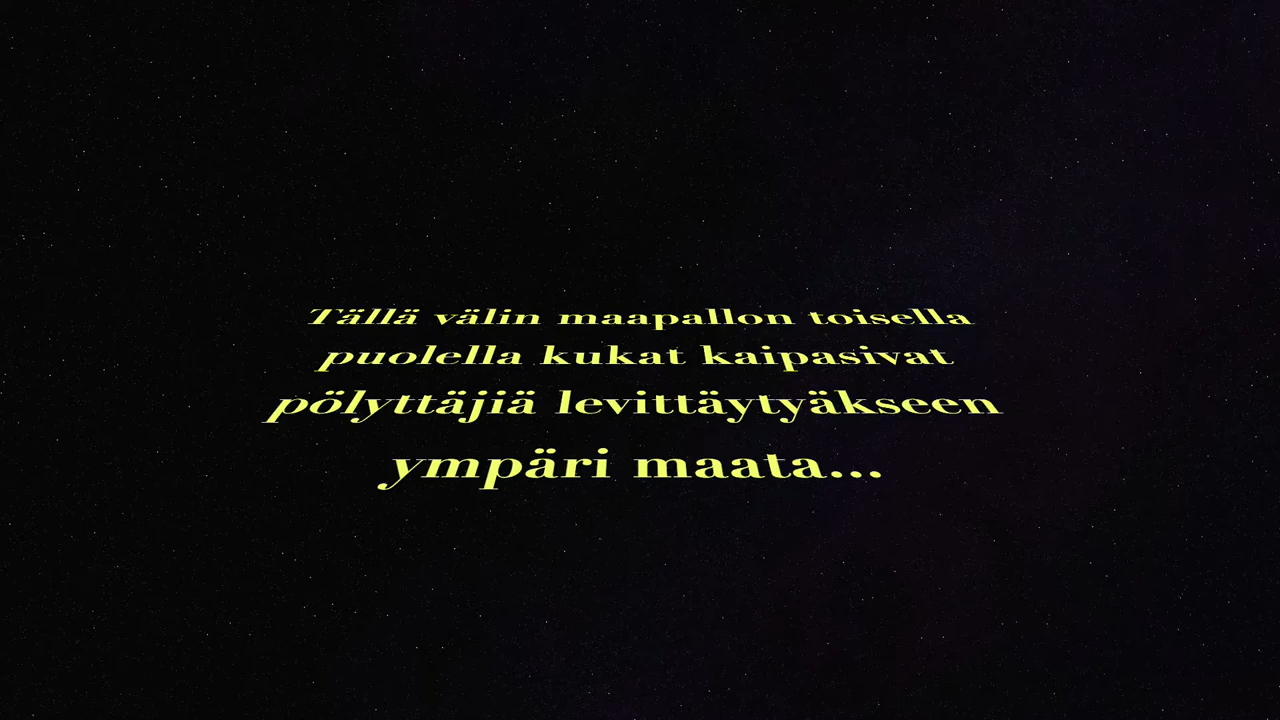 Tällä välin maapallon toisella
puolella kukat kaipasivat
pölyttäjiä levittäytyäkseen
ympäri maata...